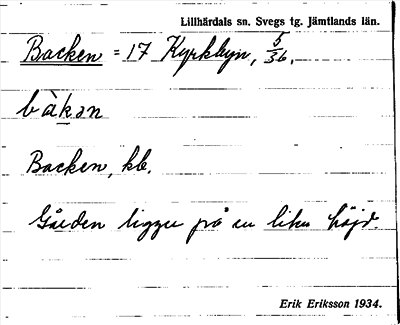 Lillhärdals sn. Svegs tg. Jämtlands län.
Backen = 17 Kyrkbyn, 5/36.
bàkan
Backen, kb.
Gården ligger på en liten höjd.
Erik Eriksson 1934.